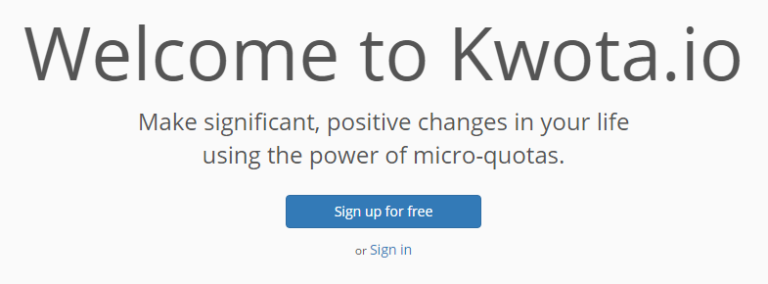 Welcome to Kwota.io
Make significant, positive changes in your life
using the power of micro-quotas.
Sign up for free
or Sign in